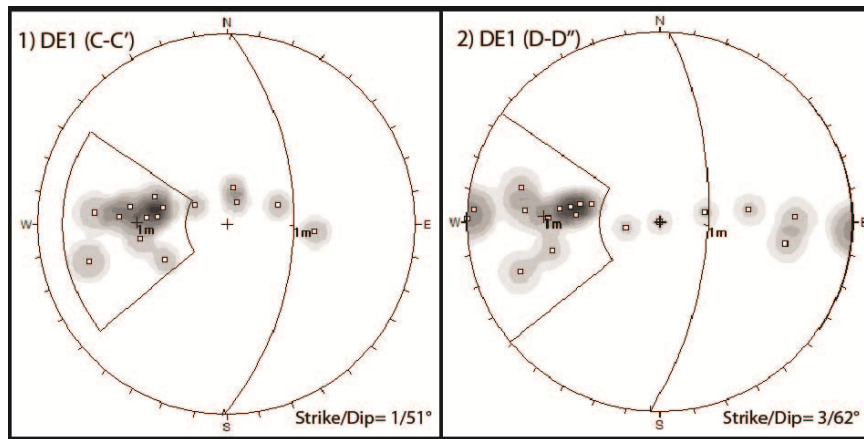 1) DE1 (C-C')
N
W
E
S
1m
1m
Strike/Dip= 1/51°
2) DE1 (D-D")
N
W
E
S
1m
1m
Strike/Dip= 3/62°